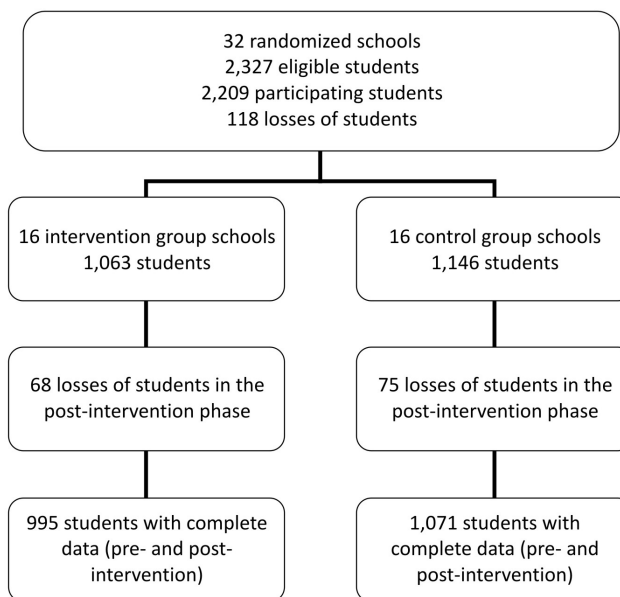 32 randomized schools
2,327 eligible students
2,209 participating students
118 losses of students
16 intervention group schools
1,063 students
16 control group schools
1,146 students
68 losses of students in the
post-intervention phase
75 losses of students in the
post-intervention phase
995 students with complete
data (pre- and post-
intervention)
1,071 students with
complete data (pre- and
post-intervention)